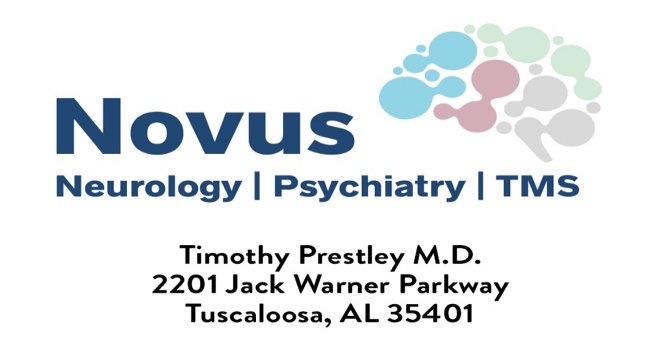 Novus
Neurology | Psychiatry | TMS
Timothy Prestley M.D.
2201 Jack Warner Parkway
Tuscaloosa, AL 35401